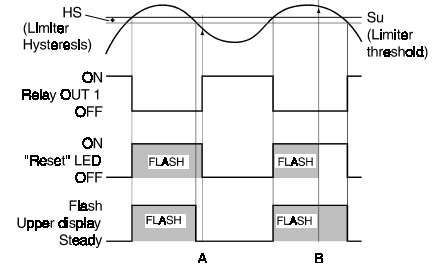 HS
(Limiter
Hysteresis)
Su
(Limiter
threshold)
ON
Relay OUT 1
OFF
ON
"Reset" LED
OFF
FLASH
FLASH
Flash
Upper display
Steady
FLASH
FLASH
A
B